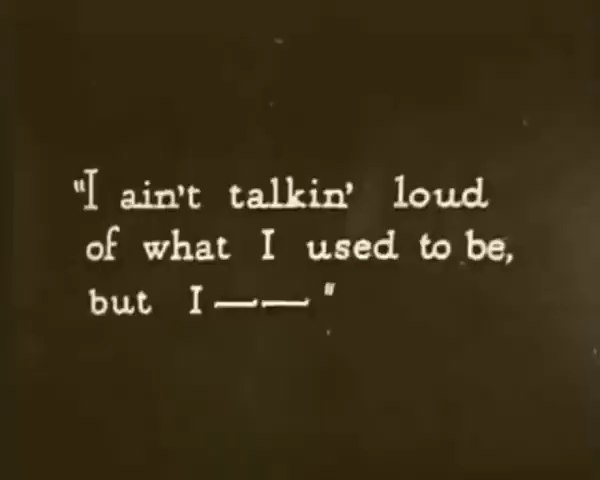 "I ain't talkin' loud
of what I used to be,
but I —— "